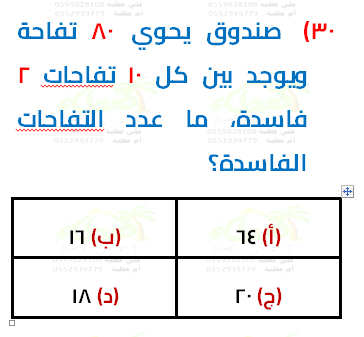 ٣٠) صندوق يحوي ٨٠ تفاحة
ويوجد بين كل ١٠ تفاحات ٢
فاسدة، ما عدد التفاحات
الفاسدة؟
(أ) ٦٤
(ب) ١٦
(ج) ٢٠
(د) ١٨